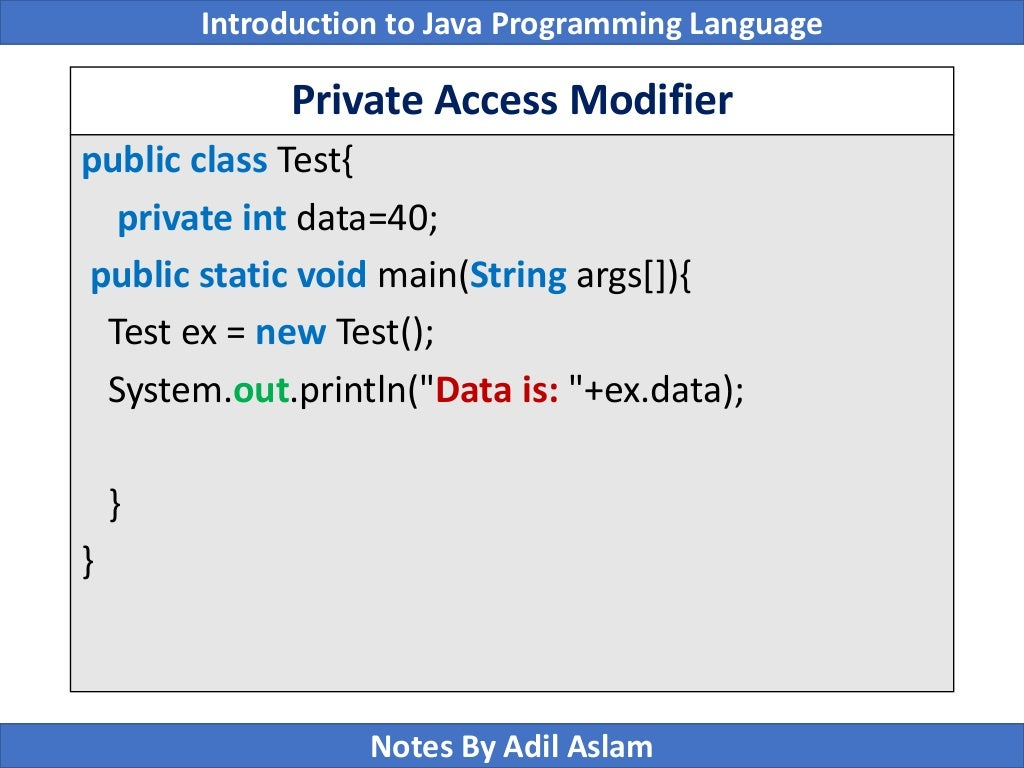 Introduction to Java Programming Language
Private Access Modifier
public class Test{
private int data=40;
public static void main(String args[]){
Test ex = new Test();
System.out.println("Data is: "+ex.data);
}
}
Notes By Adil Aslam